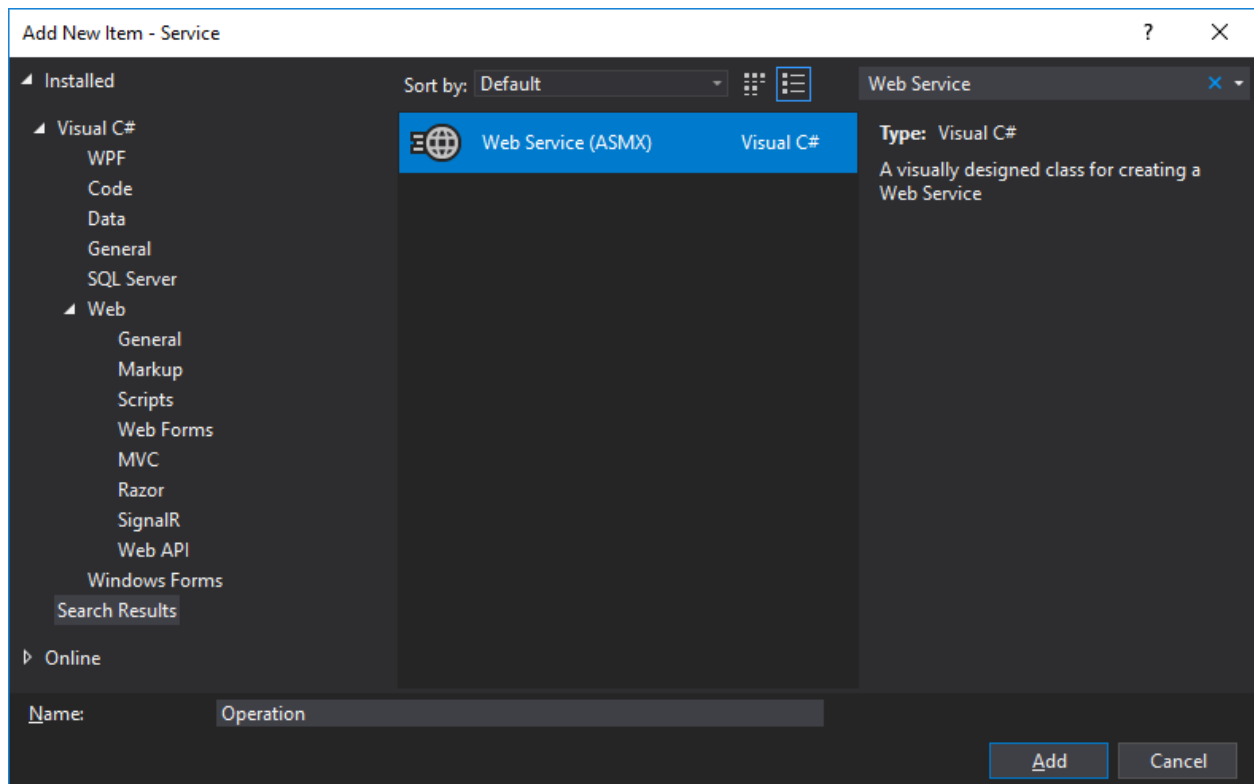 Add New Item - Service
?
Installed
Visual C#
WPF
Code
Data
General
SQL Server
Web
General
Markup
Scripts
Web Forms
MVC
Razor
SignalR
Web API
Windows Forms
Search Results
Online
Sort by: Default
Web Service (ASMX) Visual C#
Web Service
Type: Visual C#
A visually designed class for creating a
Web Service
Name: Operation
Add Cancel